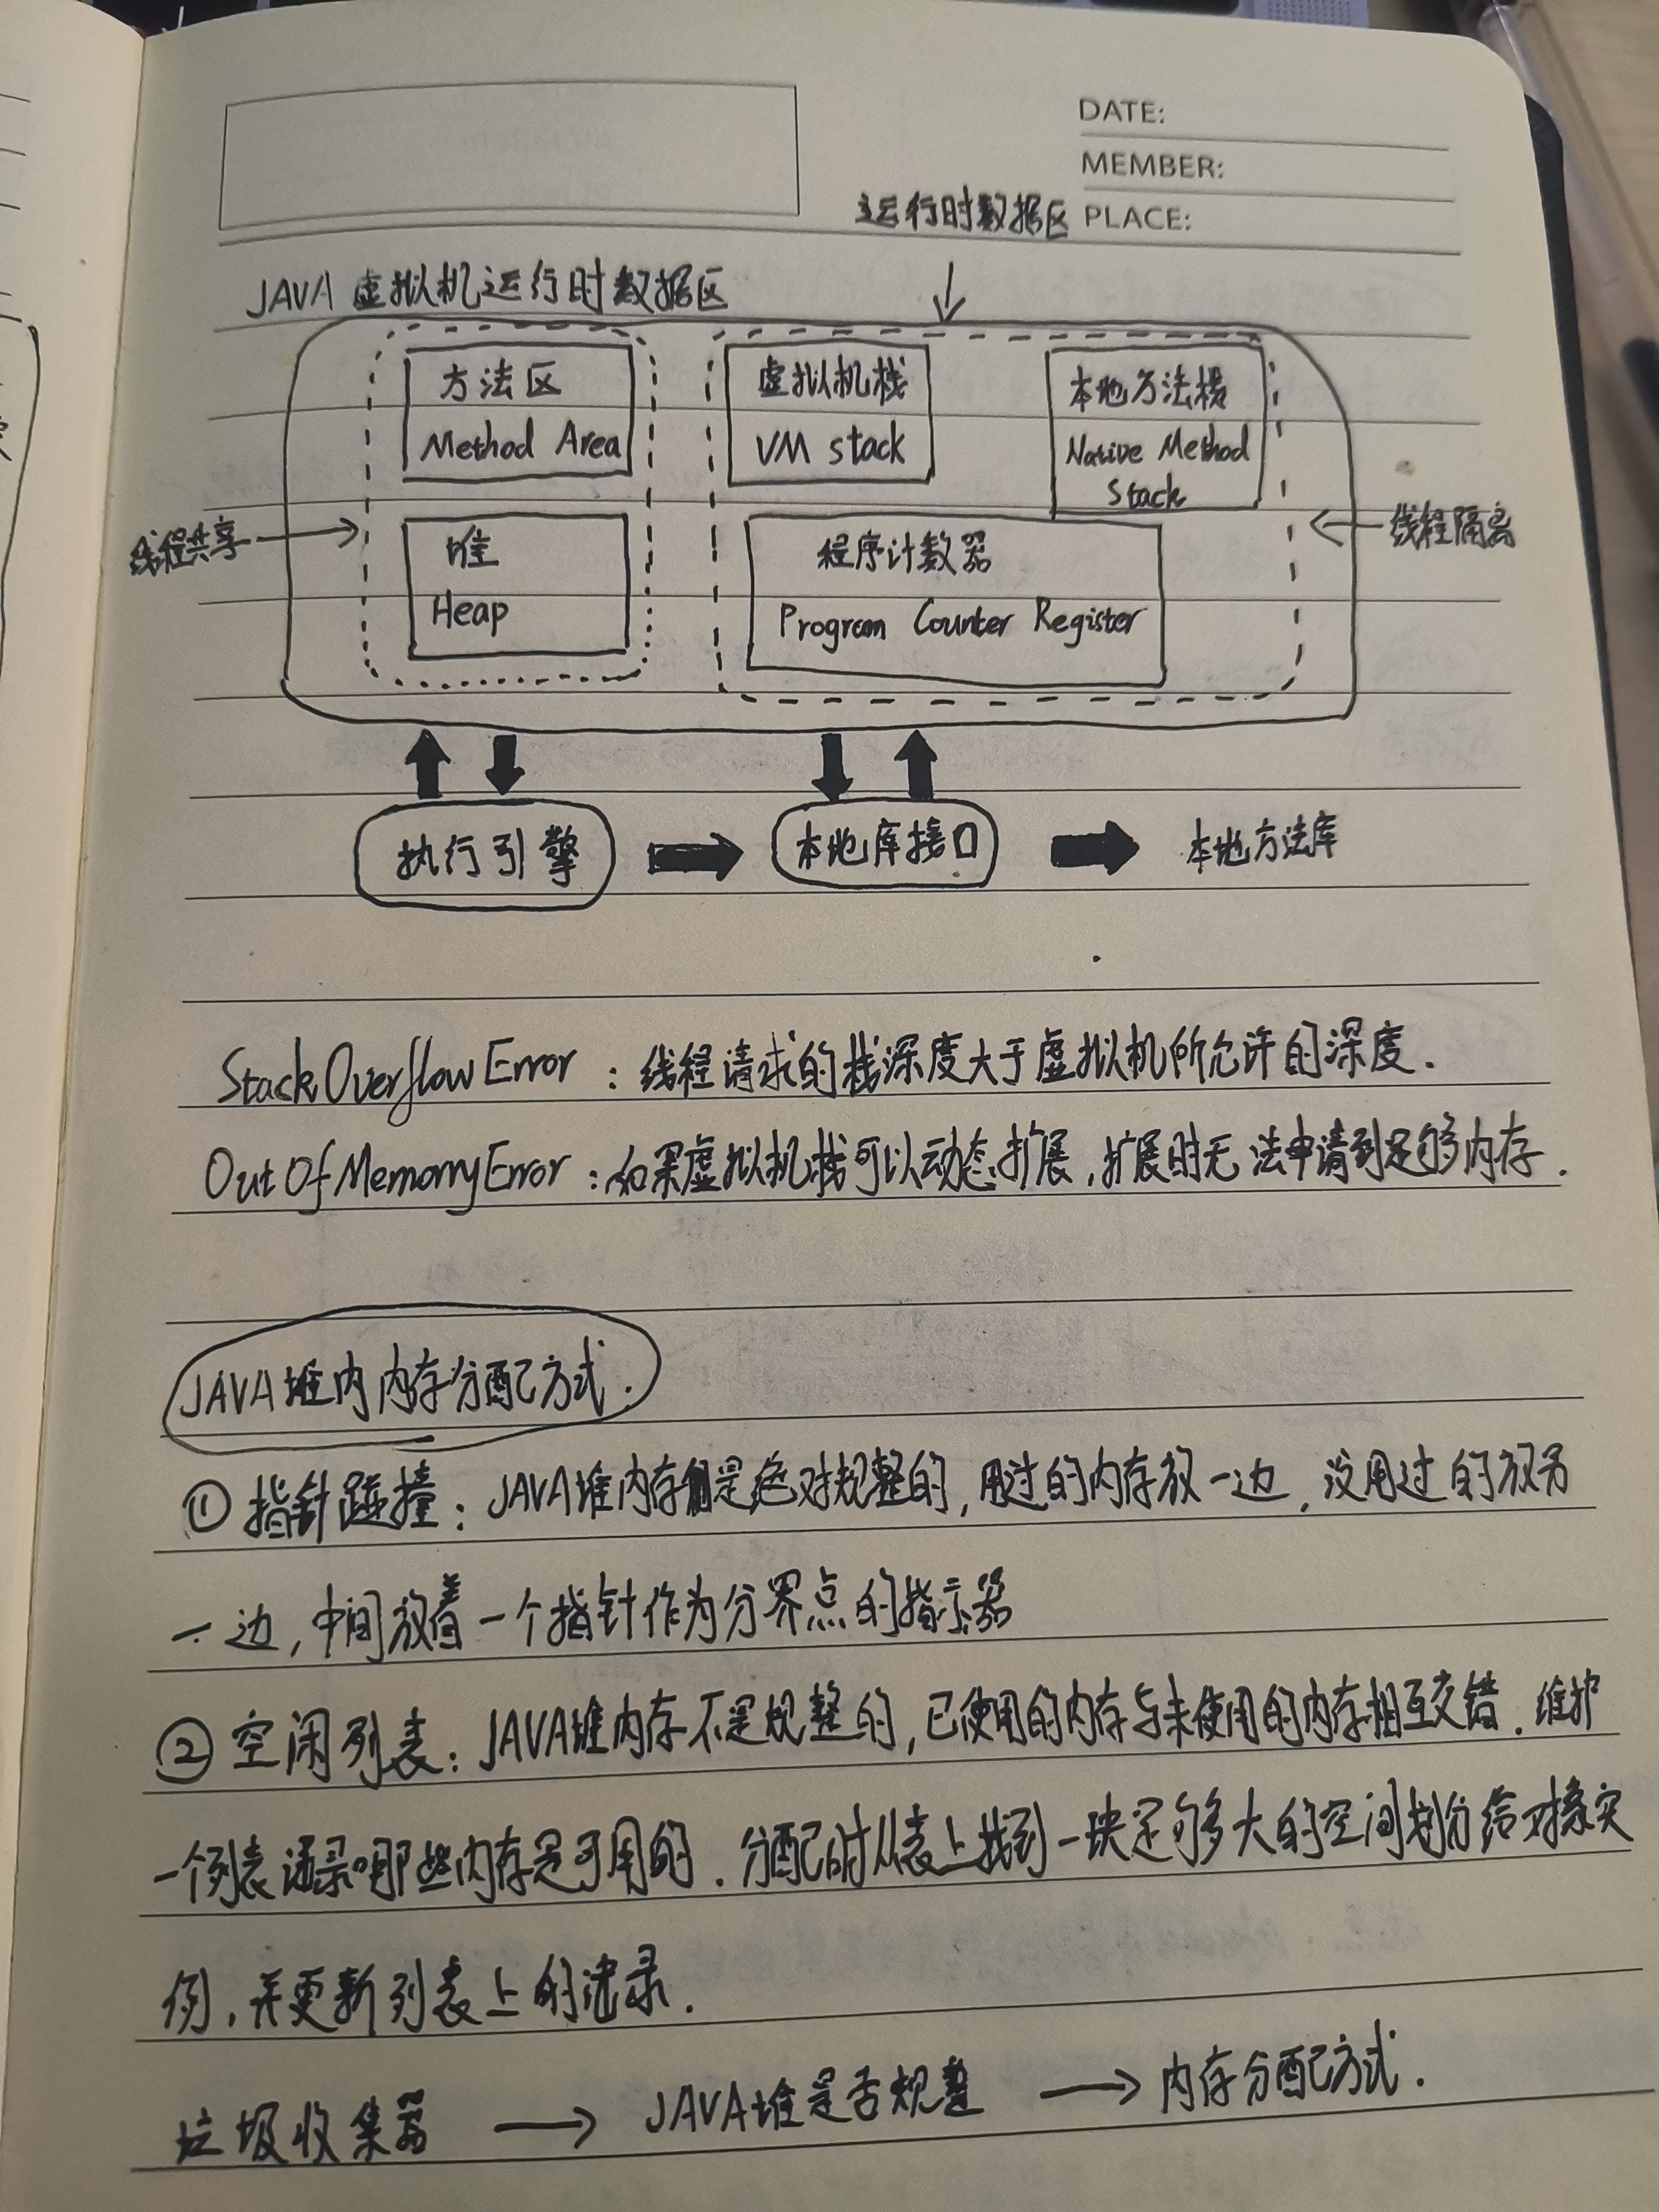 DATE:
MEMBER:
PLACE:
运行时数据区
JAVA 虚拟机运行时数据区
方法区
Method Area
虚拟机栈
VM stack
本地方法栈
Native Method
Stack
线程共享
堆
Heap
程序计数器
Program Counter Register
线程隔离
执行引擎
本地库接口
本地方法库
StackOverflowError：线程请求的栈深度大于虚拟机所允许的深度.
OutOfMemorryError：如果虚拟机栈可以动态扩展,扩展时无法申请到足够内存.
JAVA堆内内存分配方式.
① 指针碰撞：JAVA堆内存是绝对规整的,用过的内存放一边,没用过的放另
一边,中间放着一个指针作为分界点的指示器
② 空闲列表：JAVA堆内存不是规整的,已使用的内存与未使用的内存相互交错.维护
一个列表记录哪些内存是可用的.分配时从表上找到一块足够多大的空间划分给对象实
例,并更新列表上的记录.
垃圾收集器 → JAVA堆是否规整 → 内存分配方式.